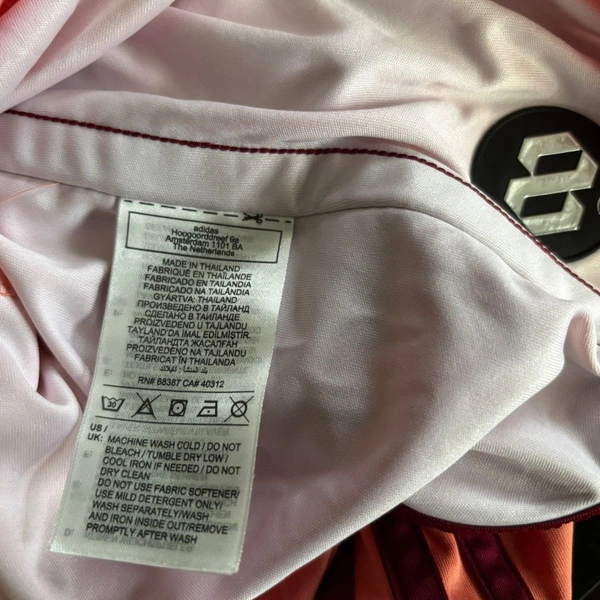 adidas
Hoogoorddreef 9a
Amsterdam 1101 BA
The Netherlands
MADE IN THAILAND
FABRIQUÉ EN THAÏLANDE
FABRICADO EN TAILANDIA
FABRICADO NA TAILÂNDIA
GYÁRTVA: THAILAND
ПРОИЗВЕДЕНО В ТАЙЛАНД
СДЕЛАНО В ТАИЛАНДЕ
PROIZVEDENO U TAJLANDU
TAYLAND'DA İMAL EDİLMİŞTİR.
ТАЙЛАНДТА ЖАСАЛҒАН
PROIZVEDENO NA TAJLANDU
FABRICAT ÎN THAILANDA
RN# 88387 CA# 40312
30
US /
UK: MACHINE WASH COLD / DO NOT
BLEACH / TUMBLE DRY LOW /
COOL IRON IF NEEDED / DO NOT
DRY CLEAN
DO NOT USE FABRIC SOFTENER/
USE MILD DETERGENT ONLY/
WASH SEPARATELY/WASH
AND IRON INSIDE OUT/REMOVE
PROMPTLY AFTER WASH